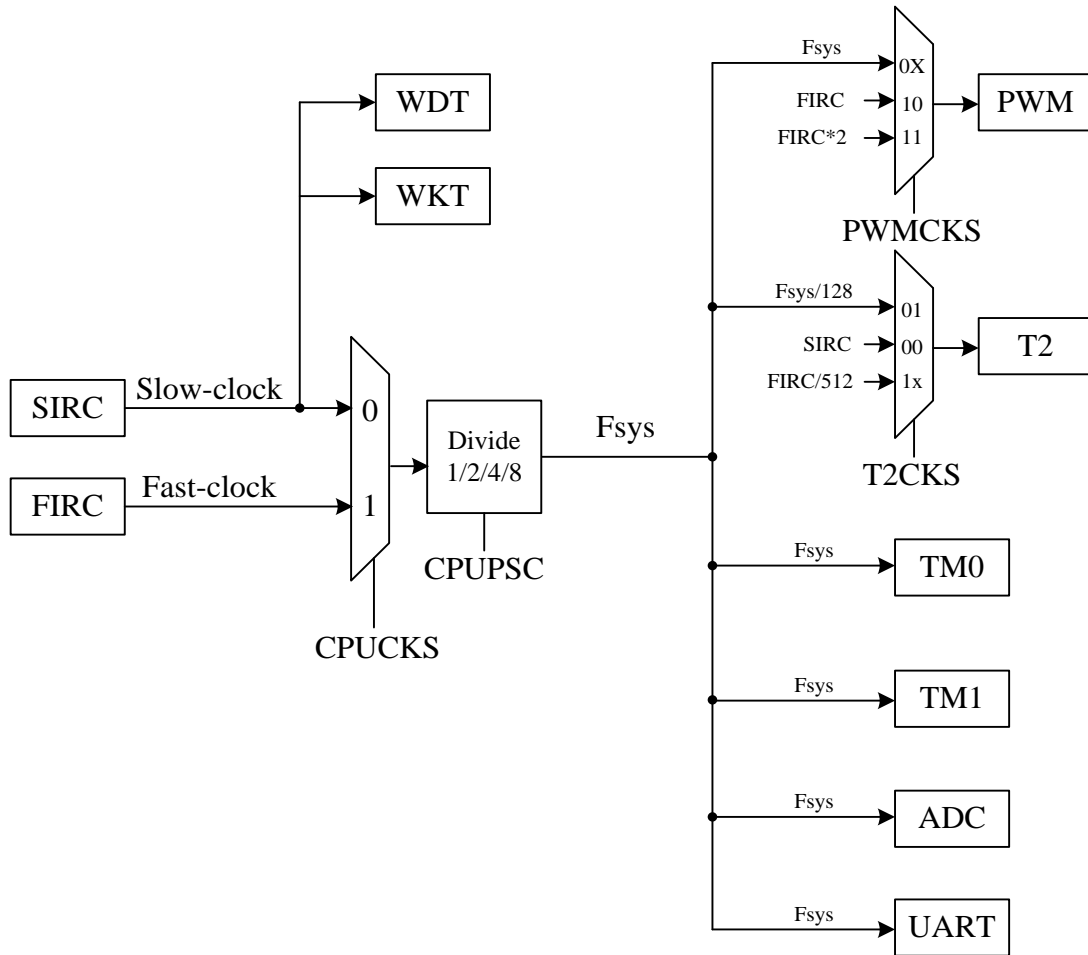 Fsys
0X
FIRC
10
FIRC*2
11
PWM
PWMCKS
WDT
WKT
Fsys/128
01
SIRC
00
FIRC/512
1x
T2
T2CKS
SIRC
Slow-clock
0
FIRC
Fast-clock
1
CPUCKS
Divide
1/2/4/8
CPUPSC
Fsys
Fsys
TM0
Fsys
TM1
Fsys
ADC
Fsys
UART